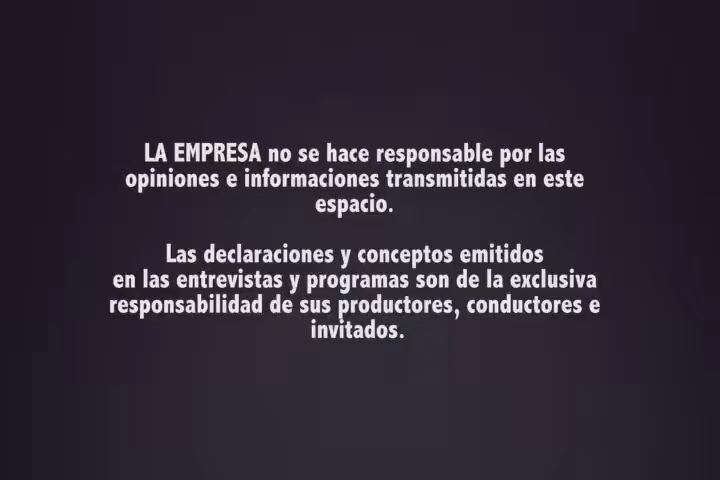 LA EMPRESA no se hace responsable por las
opiniones e informaciones transmitidas en este
espacio.
Las declaraciones y conceptos emitidos
en las entrevistas y programas son de la exclusiva
responsabilidad de sus productores, conductores e
invitados.